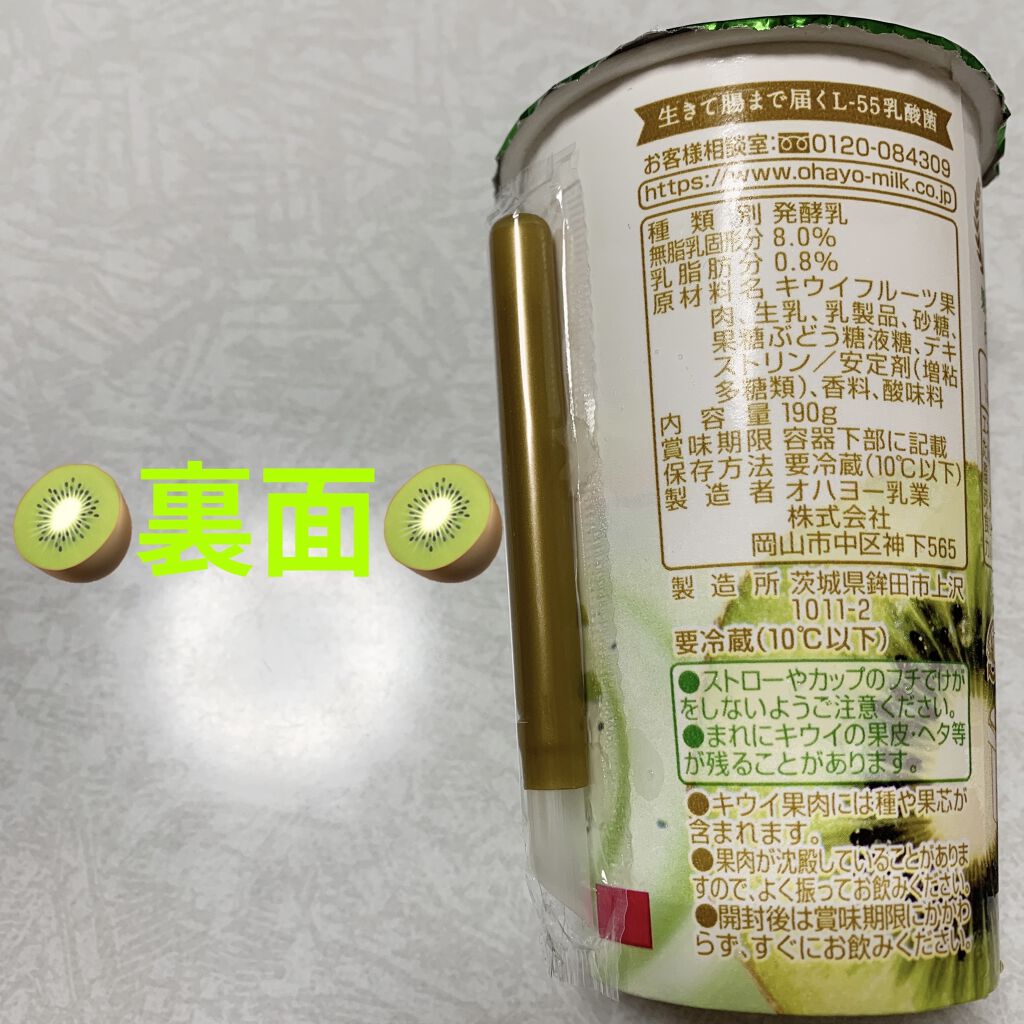 生きて腸まで届くL-55乳酸菌
お客様相談室:0120-084309
https://www.ohayo-milk.co.jp
種類別 発酵乳
無脂乳固形分 8.0%
乳脂肪分 0.8%
原材料名 キウイフルーツ果
肉、生乳、乳製品、砂糖、
果糖ぶどう糖液糖、デキ
ストリン/安定剤(増粘
多糖類)、香料、酸味料
内容量 190g
賞味期限 容器下部に記載
保存方法 要冷蔵(10℃以下)
製造者 オハヨー乳業
株式会社
岡山市中区神下565
製造所 茨城県鉾田市上沢
1011-2
要冷蔵(10℃以下)
●ストローやカップのフチでけが
をしないようご注意ください。
●まれにキウイの果皮・ヘタ等
が残ることがあります。
●キウイ果肉には種や果芯が
含まれます。
●果肉が沈殿していることがありま
すので、よく振ってお飲みください。
●開封後は賞味期限にかかわ
らず、すぐにお飲みください。
裏面